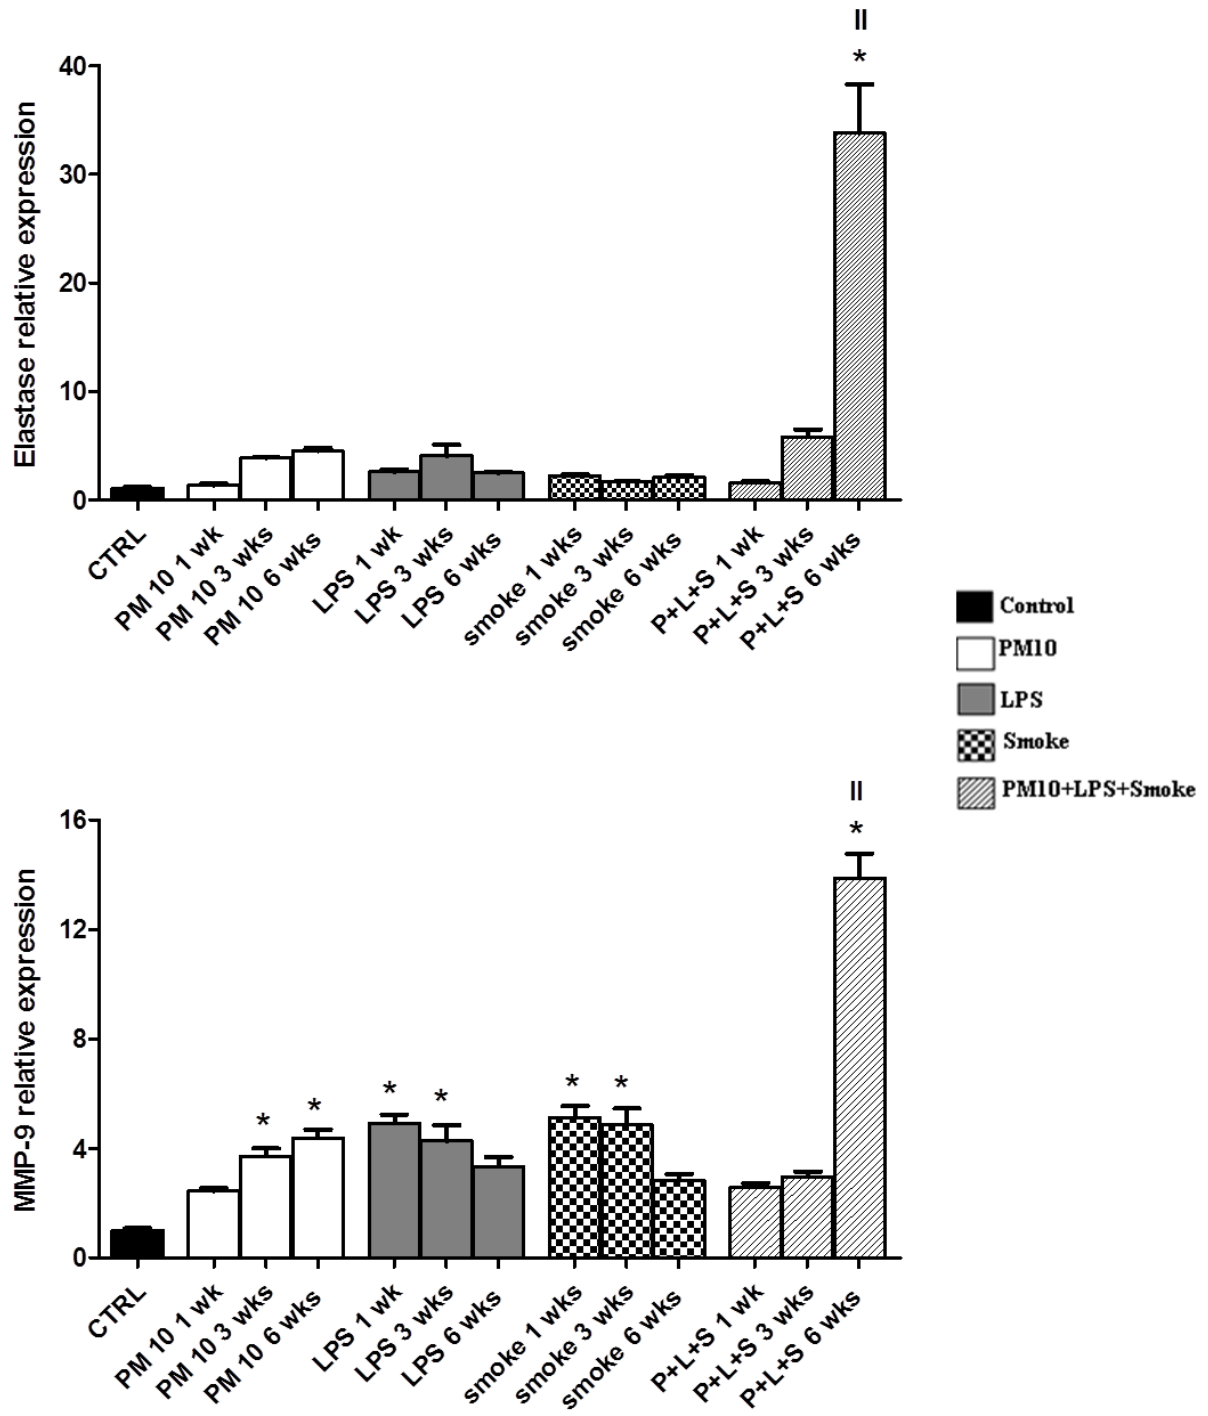 II
*
Elastase relative expression
40
30
20
10
0
CTRL
PM 10 1 wk
PM 10 3 wks
PM 10 6 wks
LPS 1 wk
LPS 3 wks
LPS 6 wks
smoke 1 wks
smoke 3 wks
smoke 6 wks
P+L+S 1 wk
P+L+S 3 wks
P+L+S 6 wks
Control
PM10
LPS
Smoke
PM10+LPS+Smoke
II
*
MMP-9 relative expression
16
12
8
4
0
* * * * * *
CTRL
PM 10 1 wk
PM 10 3 wks
PM 10 6 wks
LPS 1 wk
LPS 3 wks
LPS 6 wks
smoke 1 wks
smoke 3 wks
smoke 6 wks
P+L+S 1 wk
P+L+S 3 wks
P+L+S 6 wks